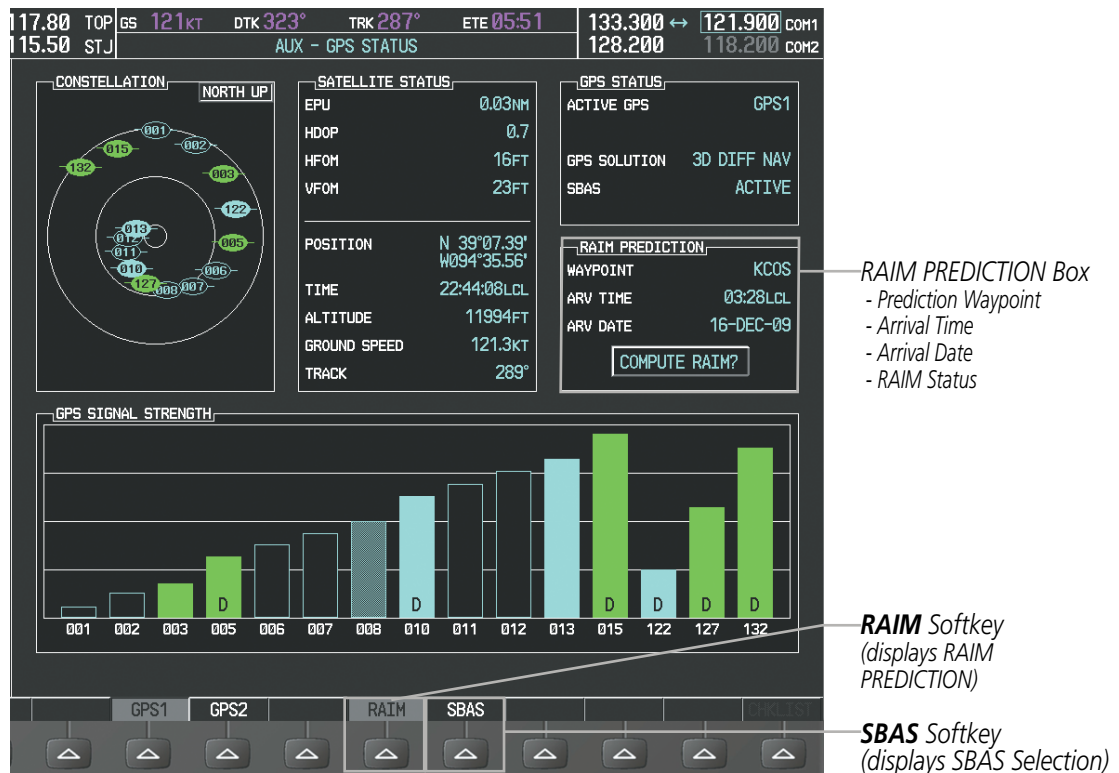 117.80 TOP GS 121KT DTK 323° TRK 287° ETE 05:51 133.300 ↔ 121.900 COM1
115.50 STJ AUX – GPS STATUS 128.200 118.200 COM2
CONSTELLATION
NORTH UP
001
002
015
132
003
122
013
012
005
011
010
006
127
008
007
SATELLITE STATUS
EPU 0.03NM
HDOP 0.7
HFOM 16FT
VFOM 23FT
POSITION N 39°07.39'
W094°35.56'
TIME 22:44:08LCL
ALTITUDE 11994FT
GROUND SPEED 121.3KT
TRACK 289°
GPS STATUS
ACTIVE GPS GPS1
GPS SOLUTION 3D DIFF NAV
SBAS ACTIVE
RAIM PREDICTION
WAYPOINT KCOS
ARV TIME 03:28LCL
ARV DATE 16-DEC-09
COMPUTE RAIM?
RAIM PREDICTION Box
- Prediction Waypoint
- Arrival Time
- Arrival Date
- RAIM Status
GPS SIGNAL STRENGTH
D D D D D D
001 002 003 005 006 007 008 010 011 012 013 015 122 127 132
RAIM Softkey
(displays RAIM
PREDICTION)
GPS1 GPS2 RAIM SBAS CHKLIST
SBAS Softkey
(displays SBAS Selection)